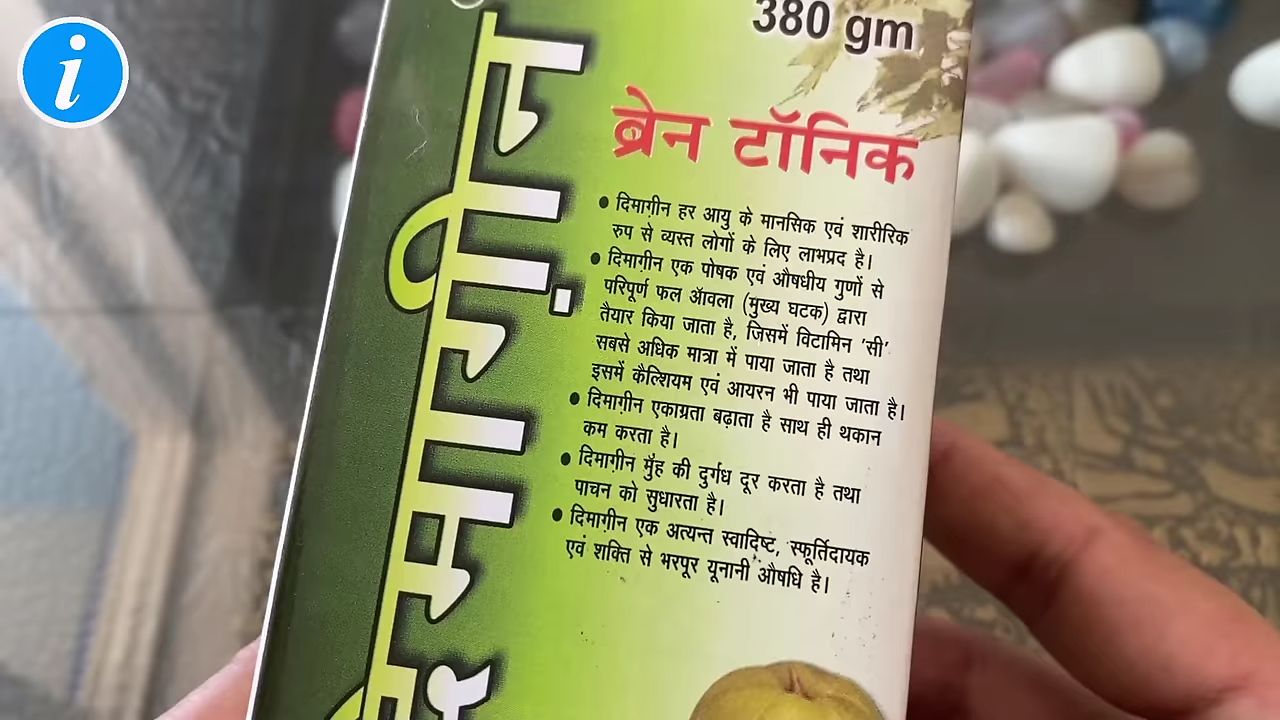 i
380 gm
ब्रेन टॉनिक
दिमाग़ीन
• दिमाग़ीन हर आयु के मानसिक एवं शारीरिक
रुप से व्यस्त लोगों के लिए लाभप्रद है।
• दिमाग़ीन एक पोषक एवं औषधीय गुणों से
परिपूर्ण फल ऑवला (मुख्य घटक) द्वारा
तैयार किया जाता है, जिसमें विटामिन 'सी'
सबसे अधिक मात्रा में पाया जाता है तथा
इसमें कैल्शियम एवं आयरन भी पाया जाता है।
• दिमाग़ीन एकाग्रता बढ़ाता है साथ ही थकान
कम करता है।
• दिमाग़ीन मुँह की दुर्गध दूर करता है तथा
पाचन को सुधारता है।
• दिमाग़ीन एक अत्यन्त स्वादिष्ट, स्फूर्तिदायक
एवं शक्ति से भरपूर यूनानी औषधि है।